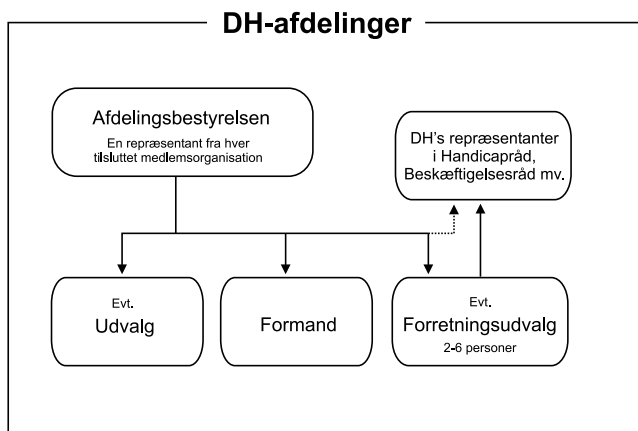 DH-afdelinger
Afdelingsbestyrelsen
En repræsentant fra hver
tilsluttet medlemsorganisation
DH's repræsentanter
i Handicapråd,
Beskæftigelsesråd mv.
Evt.
Udvalg
Formand
Evt.
Forretningsudvalg
2-6 personer